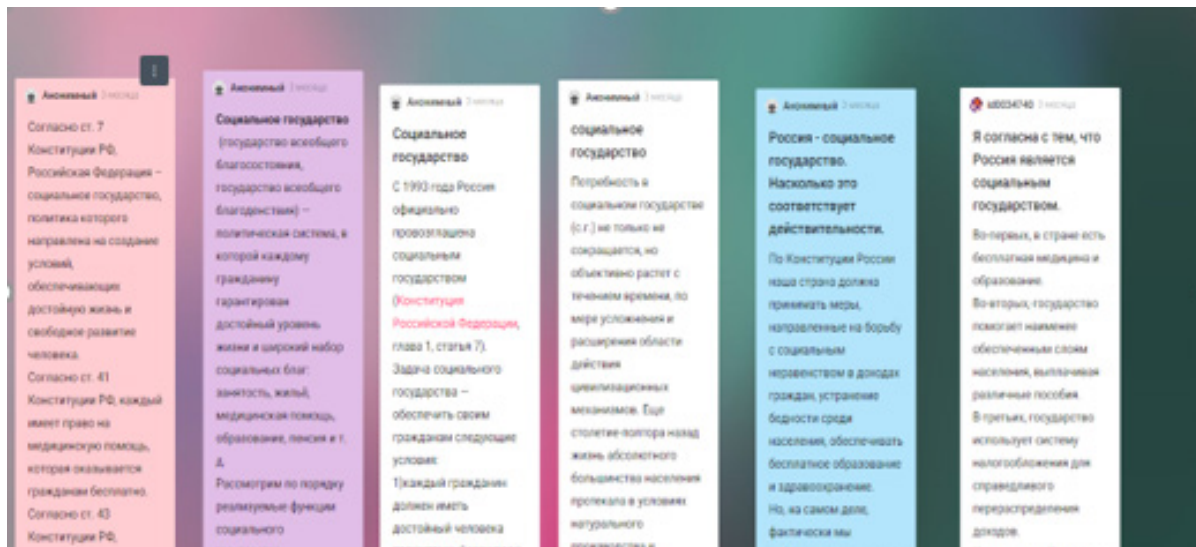 Анонимный 3 месяца
Согласно ст. 7
Конституции РФ,
Российская Федерация –
социальное государство,
политика которого
направлена на создание
условий,
обеспечивающих
достойную жизнь и
свободное развитие
человека.
Согласно ст. 41
Конституции РФ, каждый
имеет право на
медицинскую помощь,
которая оказывается
гражданам бесплатно.
Согласно ст. 43
Конституции РФ,
Анонимный 3 месяца
Социальное государство
(государство всеобщего
благосостояния,
государство всеобщего
благоденствия) —
политическая система, в
которой каждому
гражданину
гарантирован
достойный уровень
жизни и широкий набор
социальных благ:
занятость, жильё,
медицинская помощь,
образование, пенсия и т.
д.
Рассмотрим по порядку
реализуемые функции
социального
Анонимный 3 месяца
Социальное
государство
С 1993 года Россия
официально
провозглашена
социальным
государством
(Конституция
Российской Федерации,
глава 1, статья 7).
Задача социального
государства —
обеспечить своим
гражданам следующие
условия:
1)каждый гражданин
должен иметь
достойный человека
Анонимный 3 месяца
социальное
государство
Потребность в
социальном государстве
(с.г.) не только не
сокращается, но
объективно растет с
течением времени, по
мере усложнения и
расширения области
действия
цивилизационных
механизмов. Еще
столетие-полтора назад
жизнь абсолютного
большинства населения
протекала в условиях
натурального
производства и
Анонимный 3 месяца
Россия - социальное
государство.
Насколько это
соответствует
действительности.
По Конституции России
наша страна должна
принимать меры,
направленные на борьбу
с социальным
неравенством в доходах
граждан, устранение
бедности среди
населения, обеспечивать
бесплатное образование
и здравоохранение.
Но, на самом деле,
фактически мы
id0034740 3 месяца
Я согласна с тем, что
Россия является
социальным
государством.
Во-первых, в стране есть
бесплатная медицина и
образование.
Во-вторых, государство
помогает наименее
обеспеченным слоям
населения, выплачивая
различные пособия.
В-третьих, государство
использует систему
налогообложения для
справедливого
перераспределения
доходов.